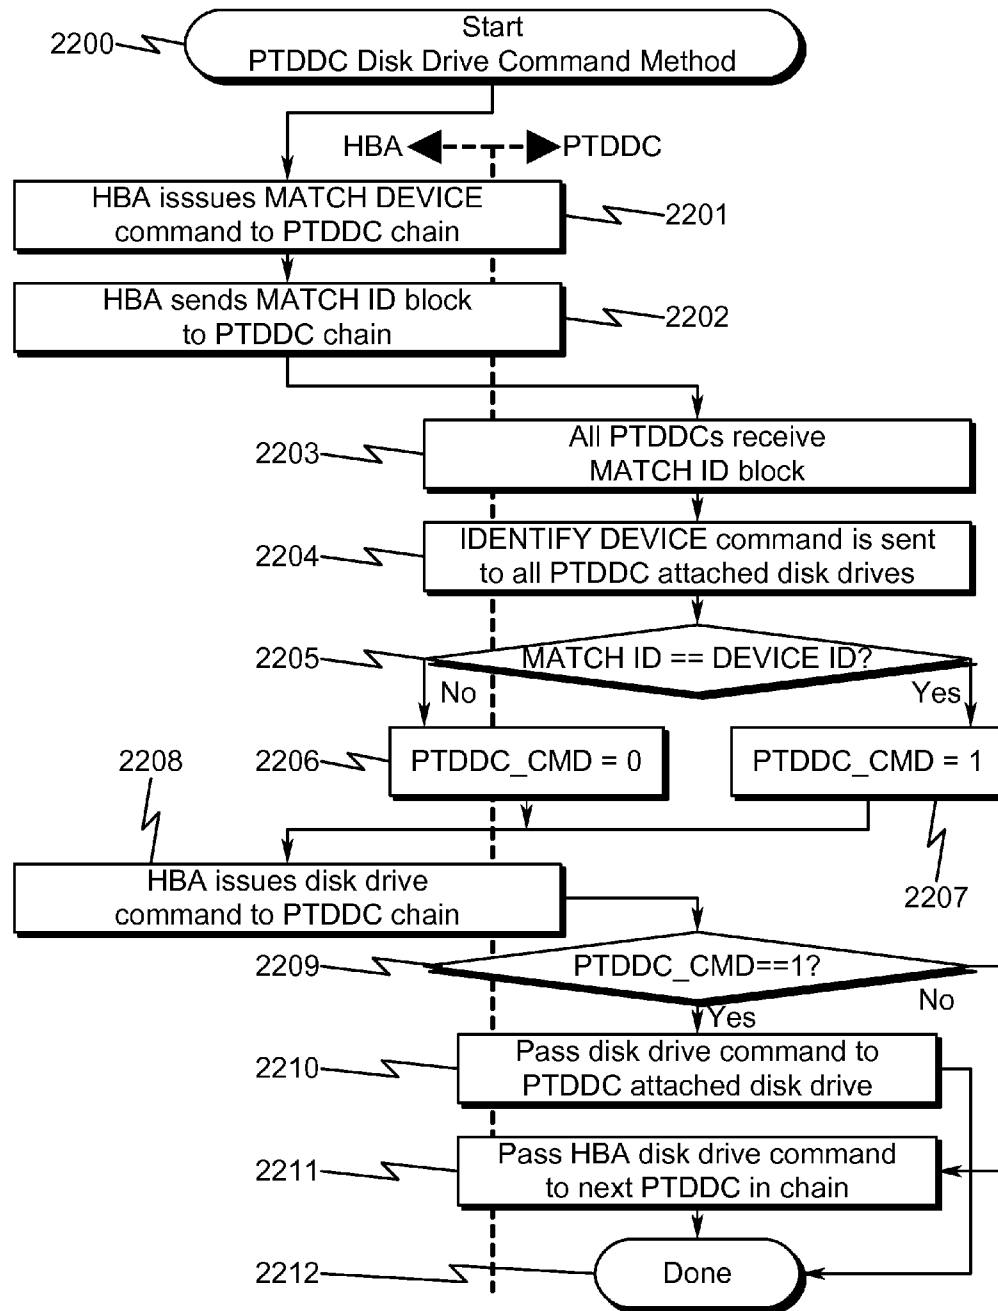 Start
PTDDC Disk Drive Command Method
2200
HBA
PTDDC
HBA isssues MATCH DEVICE
command to PTDDC chain
2201
HBA sends MATCH ID block
to PTDDC chain
2202
2203
All PTDDCs receive
MATCH ID block
2204
IDENTIFY DEVICE command is sent
to all PTDDC attached disk drives
2205
MATCH ID == DEVICE ID?
No
Yes
2206
PTDDC_CMD = 0
PTDDC_CMD = 1
2207
2208
HBA issues disk drive
command to PTDDC chain
2209
PTDDC_CMD==1?
No
Yes
2210
Pass disk drive command to
PTDDC attached disk drive
2211
Pass HBA disk drive command
to next PTDDC in chain
2212
Done